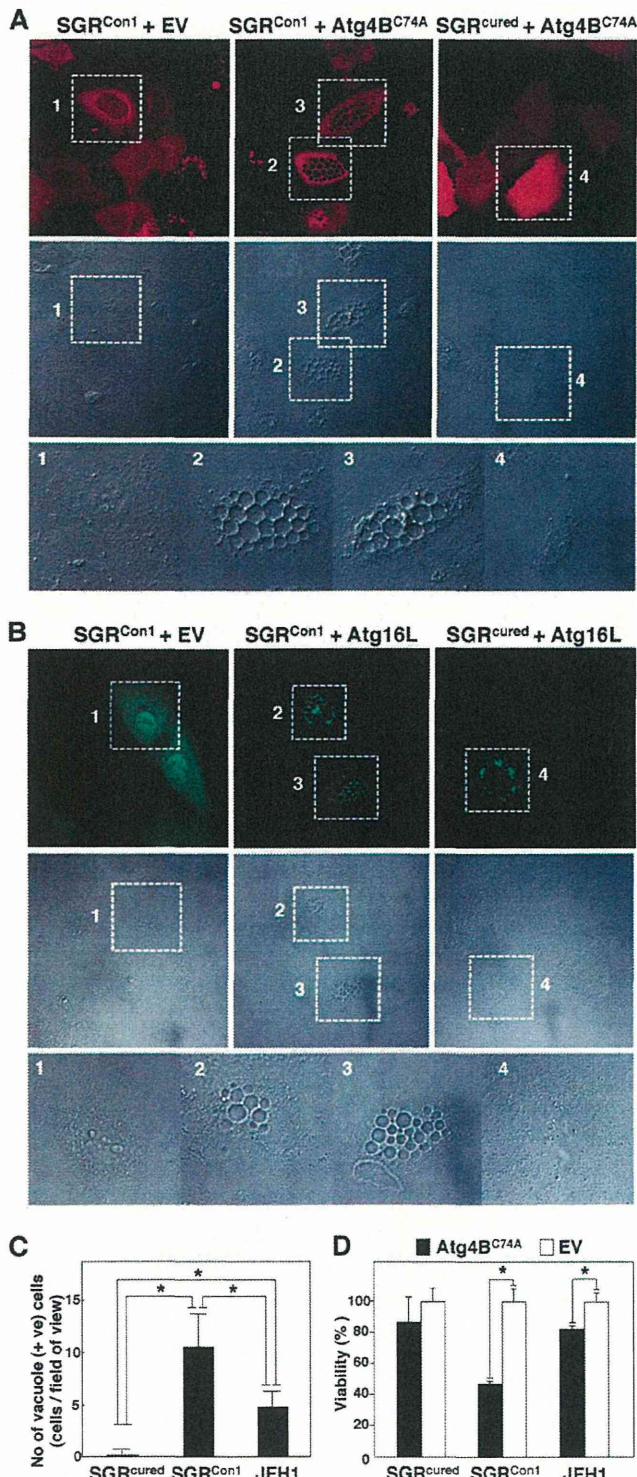 A
SGRCon1 + EV SGRCon1 + Atg4BC74A SGRcured + Atg4BC74A
1 3 2 4
1 3 2 4
1 2 3 4
B
SGRCon1 + EV SGRCon1 + Atg16L SGRcured + Atg16L
1 2 3 4
1 2 3 4
1 2 3 4
C
No of vacuole (+ ve) cells
(cells / field of view)
15
10
5
0
* * *
SGRcured SGRCon1 JFH1
D
Atg4BC74A EV
Viability (%)
100
80
60
40
20
0
* *
SGRcured SGRCon1 JFH1